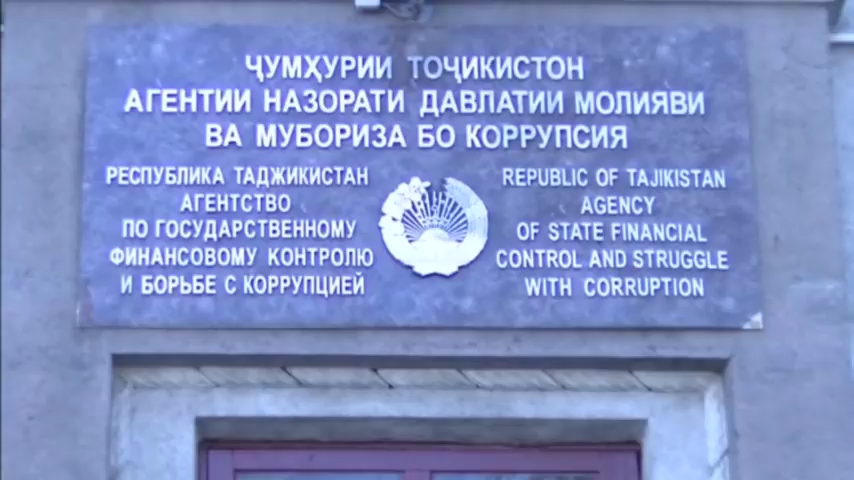 ҶУМҲУРИИ ТОҶИКИСТОН
АГЕНТИИ НАЗОРАТИ ДАВЛАТИИ МОЛИЯВИ
ВА МУБОРИЗА БО КОРРУПСИЯ
РЕСПУБЛИКА ТАДЖИКИСТАН
АГЕНТСТВО
ПО ГОСУДАРСТВЕННОМУ
ФИНАНСОВОМУ КОНТРОЛЮ
И БОРЬБЕ С КОРРУПЦИЕЙ
REPUBLIC OF TAJIKISTAN
AGENCY
OF STATE FINANCIAL
CONTROL AND STRUGGLE
WITH CORRUPTION